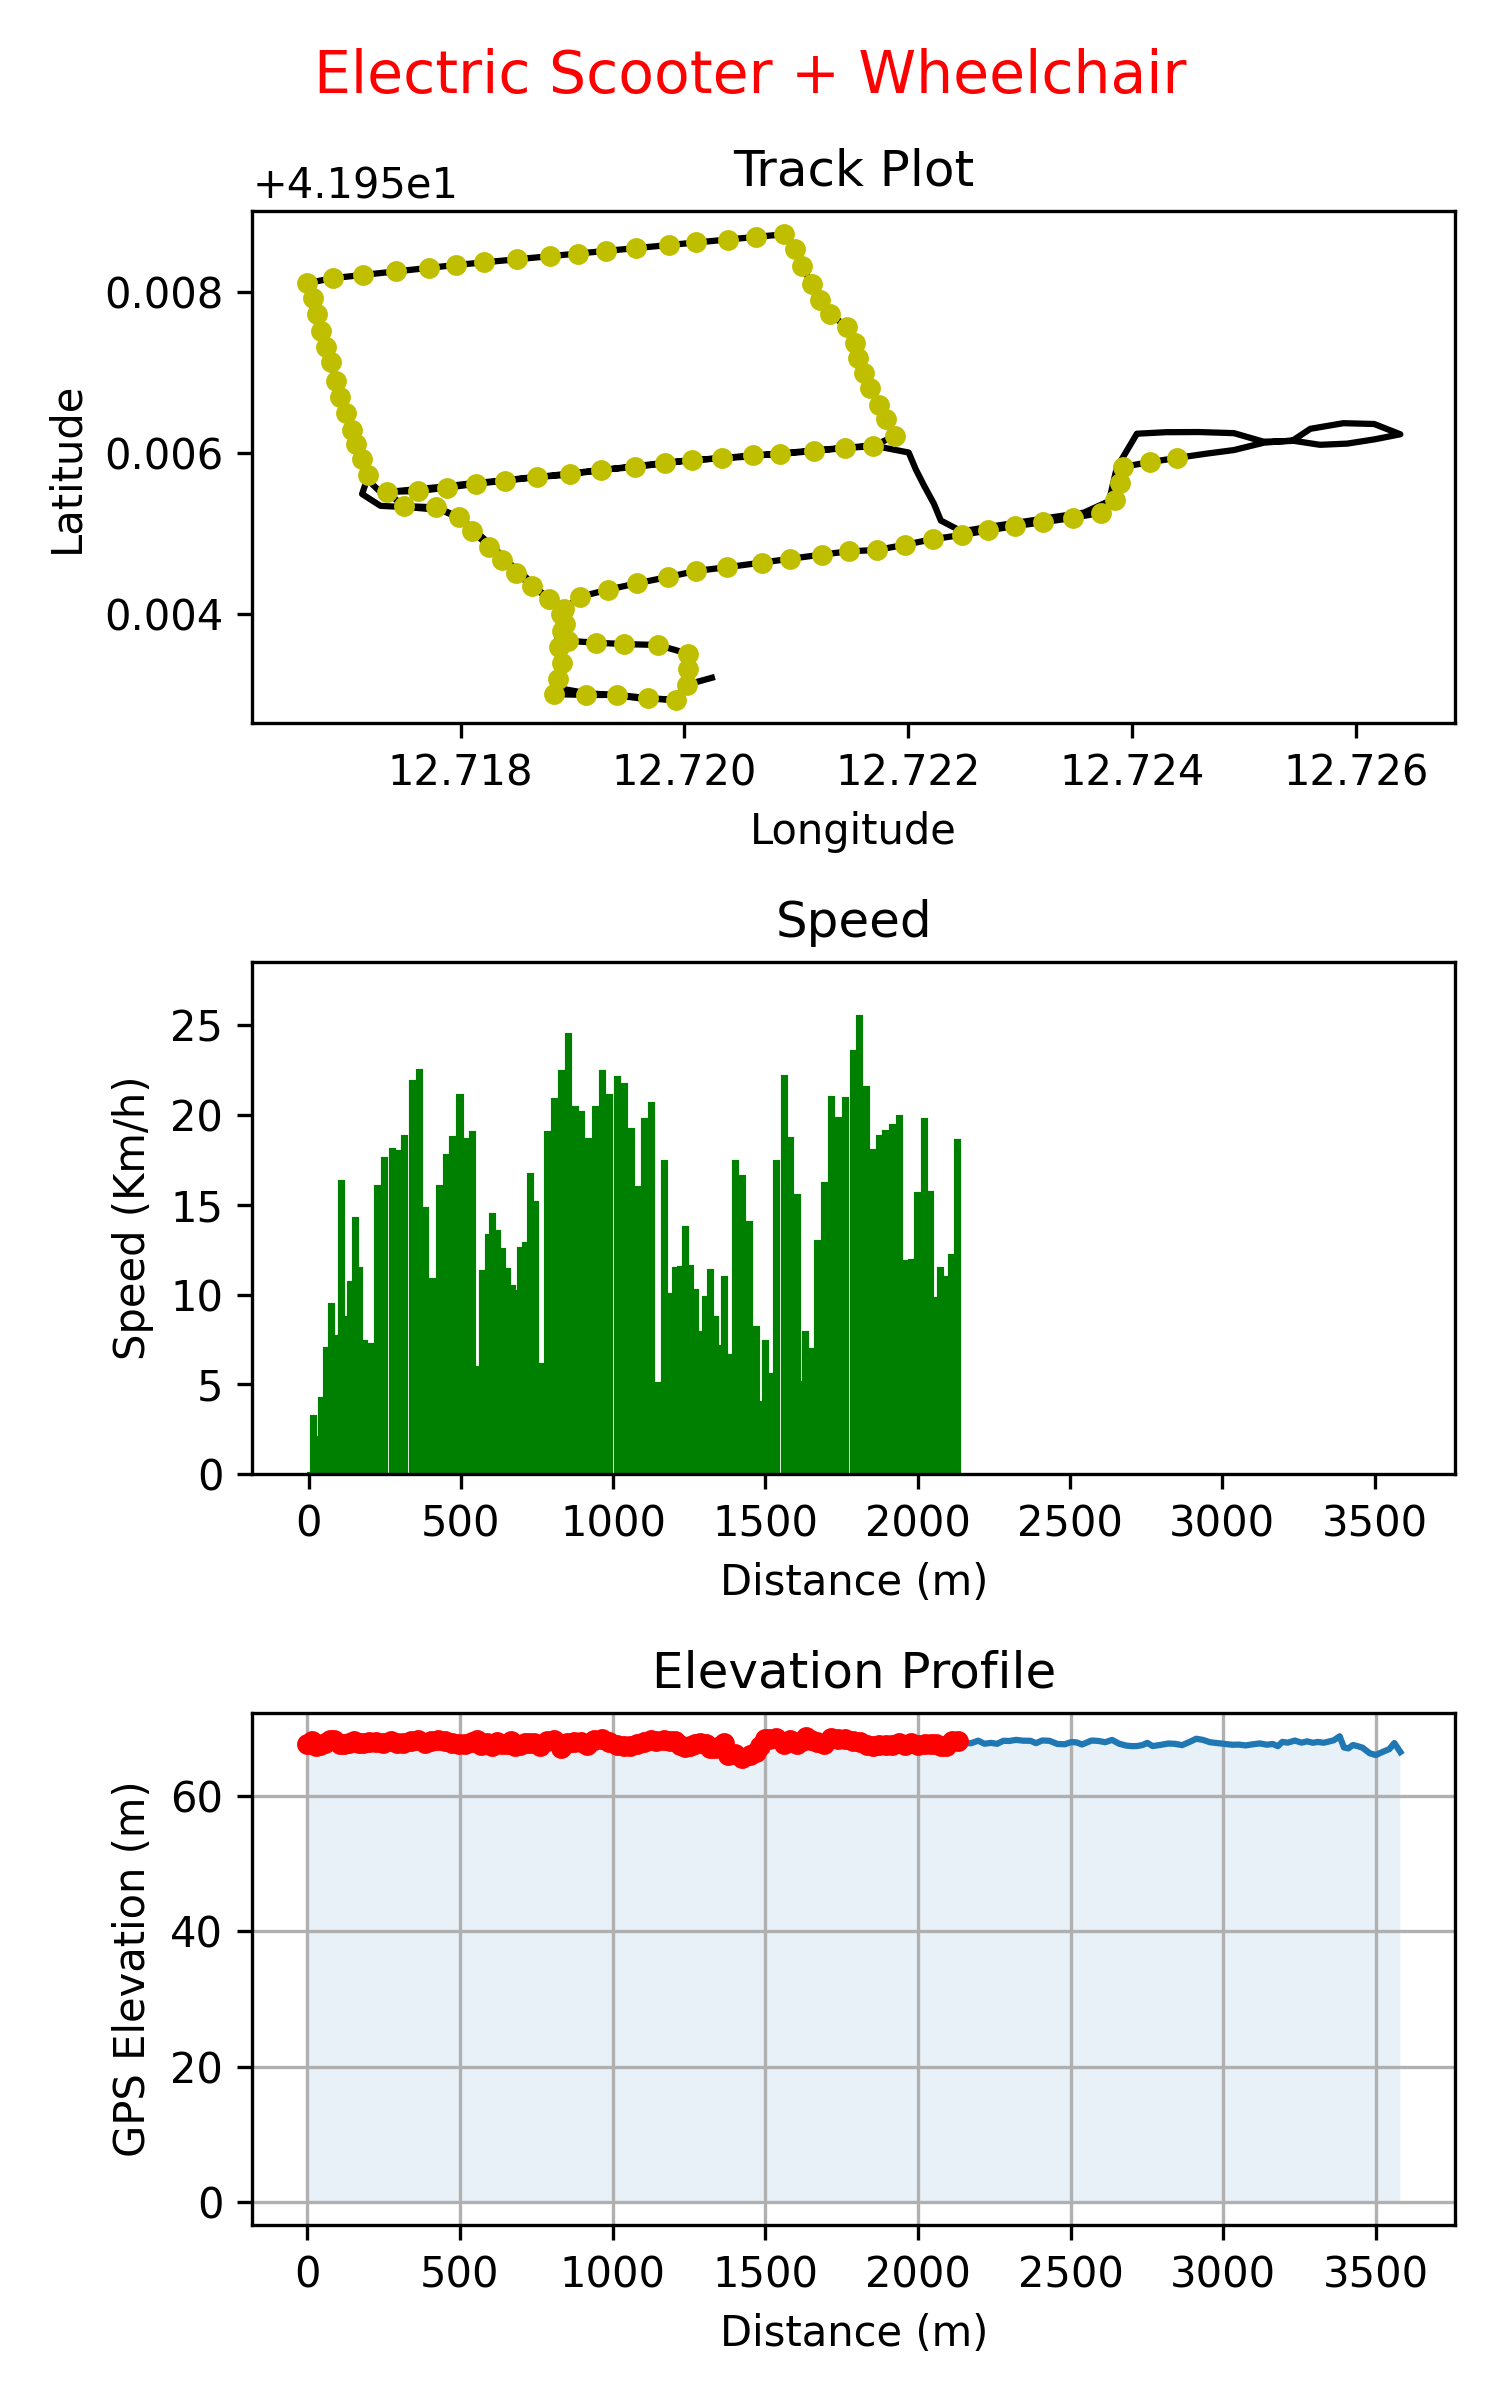 Electric Scooter + Wheelchair
Track Plot
+4.195e1
0.008
0.006
0.004
Latitude
12.718 12.720 12.722 12.724 12.726
Longitude
Speed
25
20
15
10
5
0
Speed (Km/h)
0 500 1000 1500 2000 2500 3000 3500
Distance (m)
Elevation Profile
60
40
20
0
GPS Elevation (m)
0 500 1000 1500 2000 2500 3000 3500
Distance (m)